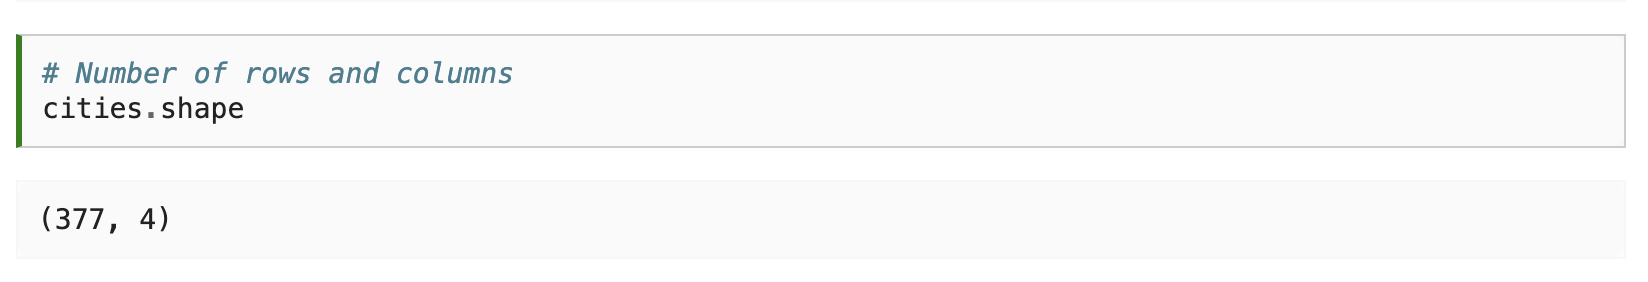 # Number of rows and columns
cities.shape
(377, 4)